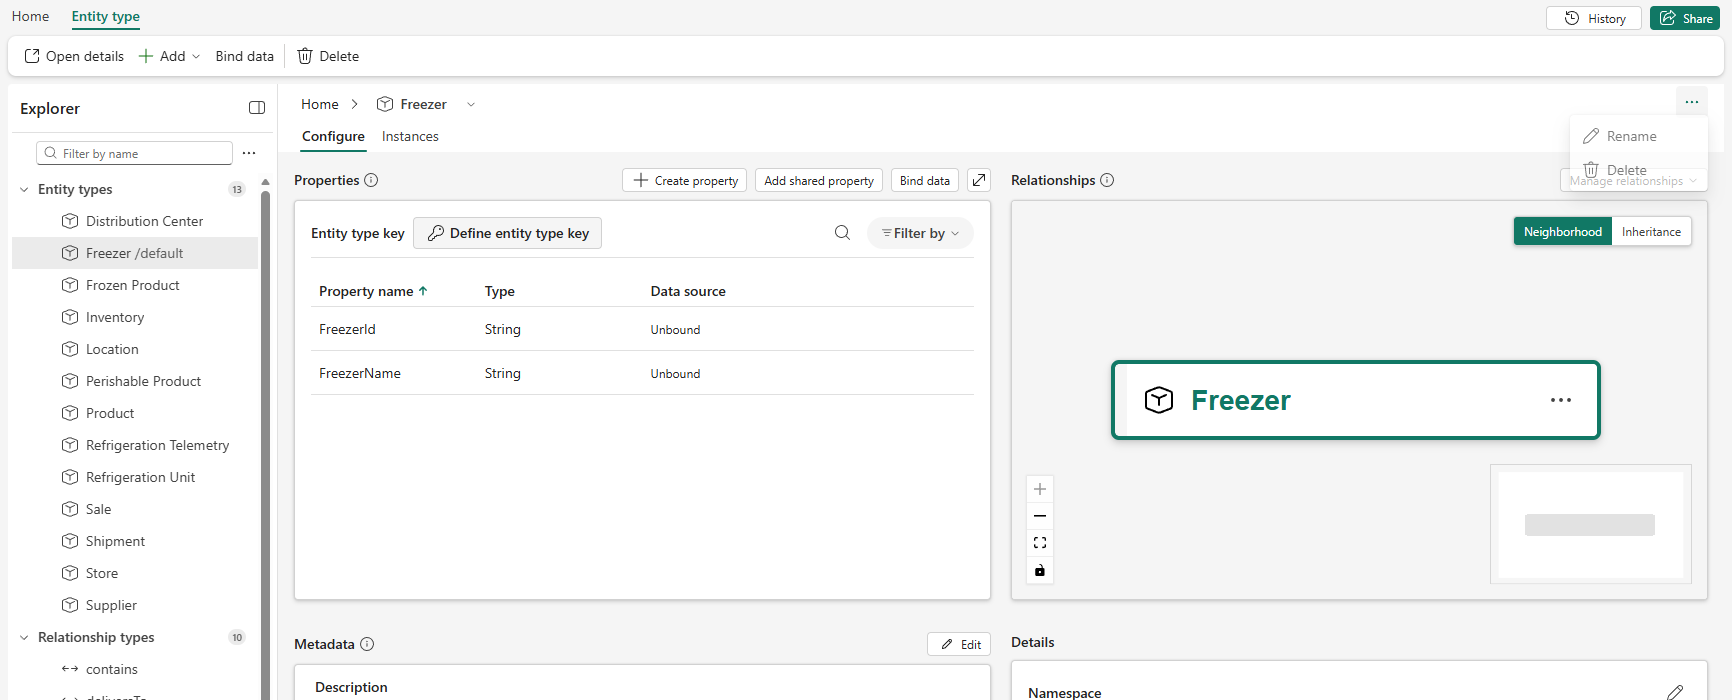 Home
Entity type
History
Share
Open details
Add
Bind data
Delete
Explorer
Filter by name
Entity types
13
Distribution Center
Freezer /default
Frozen Product
Inventory
Location
Perishable Product
Product
Refrigeration Telemetry
Refrigeration Unit
Sale
Shipment
Store
Supplier
Relationship types
10
contains
Home > Freezer
Configure
Instances
Rename
Delete
Properties
Create property
Add shared property
Bind data
Entity type key
Define entity type key
Filter by
Property name
Type
Data source
FreezerId
String
Unbound
FreezerName
String
Unbound
Relationships
Manage relationships
Neighborhood
Inheritance
Freezer
Metadata
Edit
Description
Details
Namespace